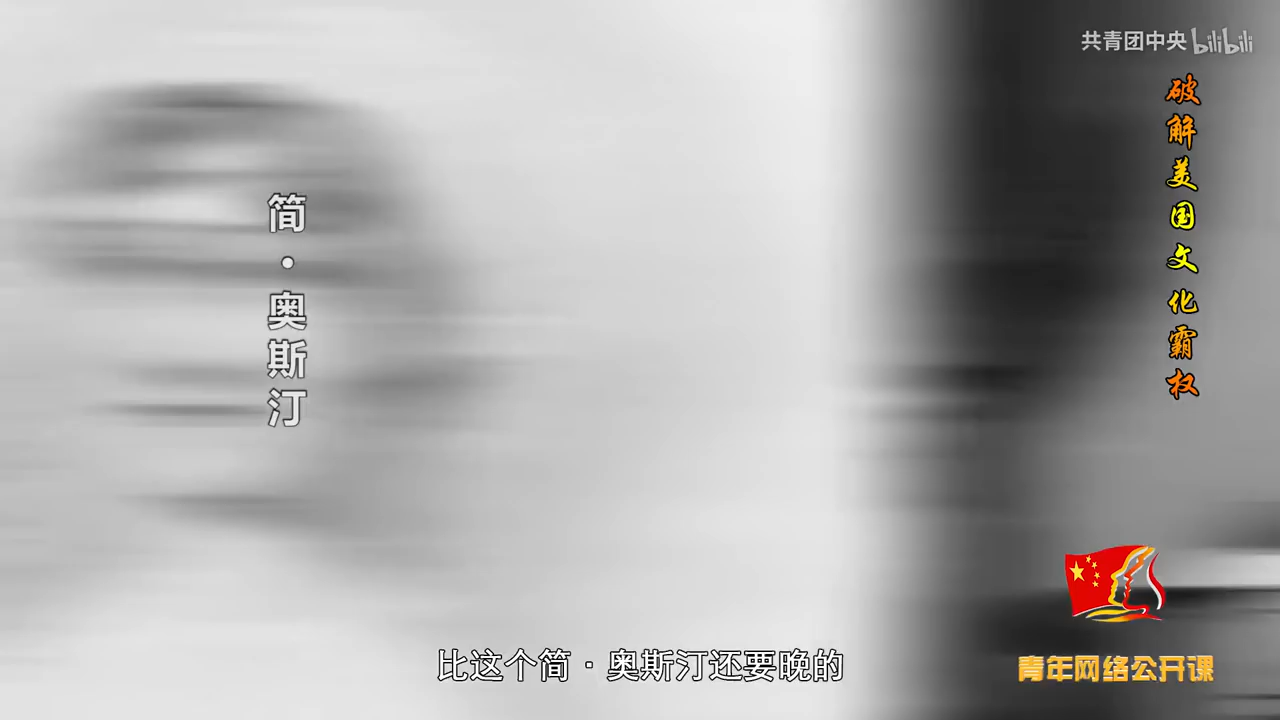 共青团中央 bilibili
破解美国文化霸权
简·奥斯汀
比这个简·奥斯汀还要晚的
青年网络公开课